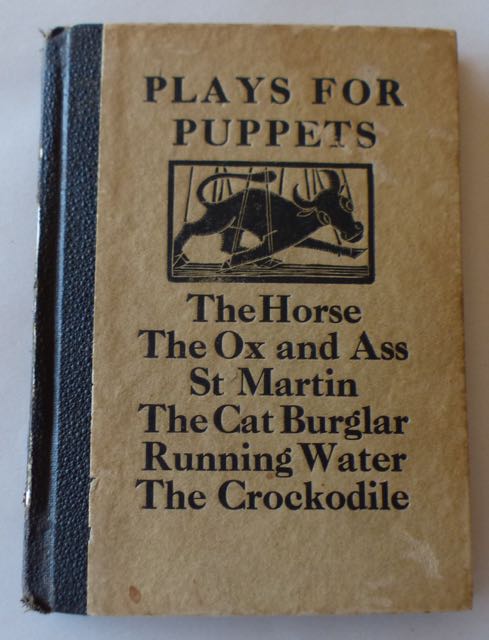 PLAYS FOR
PUPPETS
The Horse
The Ox and Ass
St Martin
The Cat Burglar
Running Water
The Crockodile